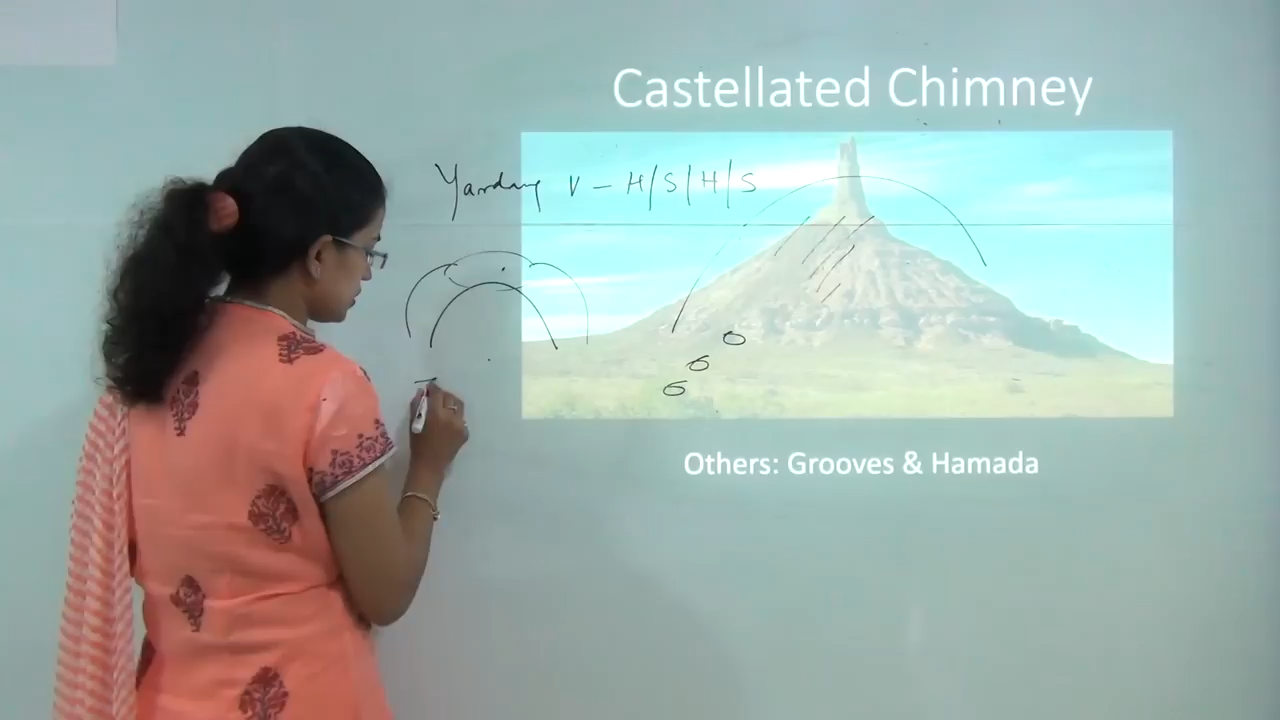 Castellated Chimney
Yardang V - H/S/H/S
Others: Grooves & Hamada